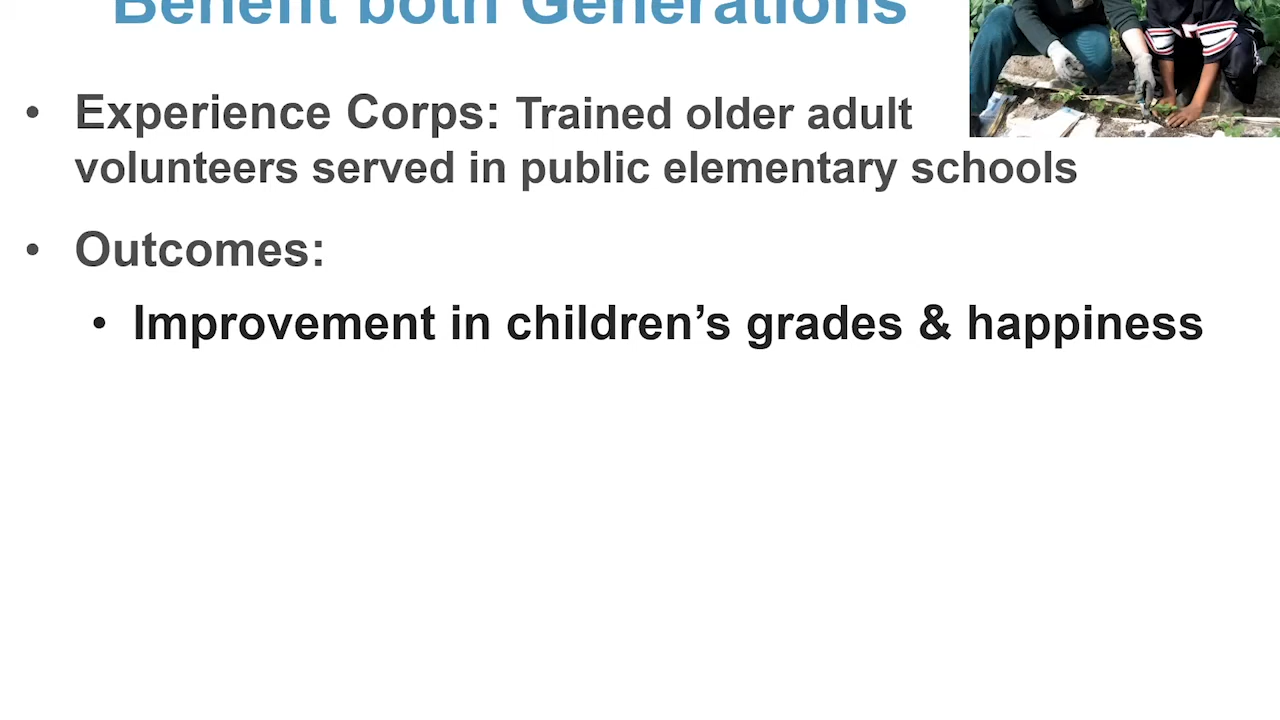 Benefit both Generations
• Experience Corps: Trained older adult
volunteers served in public elementary schools
• Outcomes:
• Improvement in children’s grades & happiness